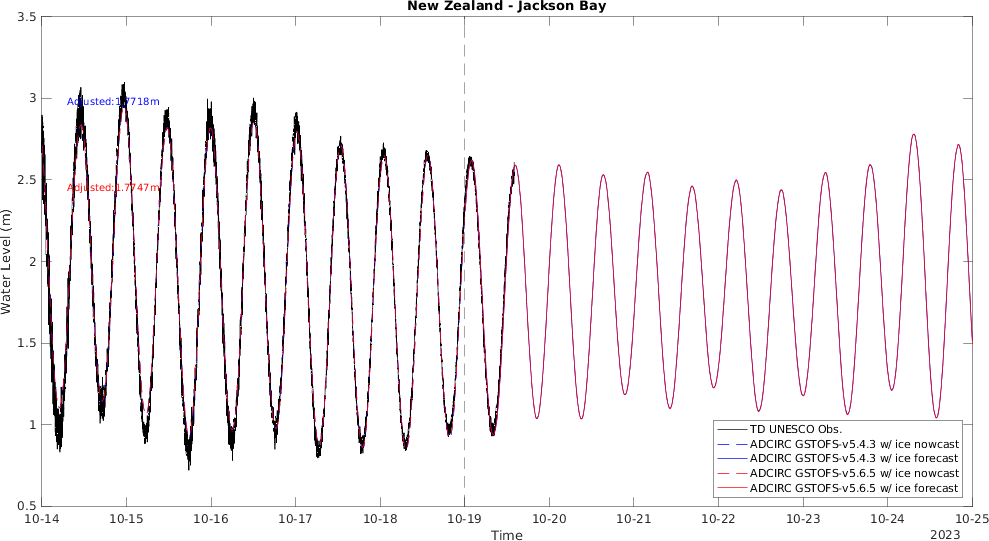 New Zealand - Jackson Bay
3.5
3
2.5
2
1.5
1
0.5
Water Level (m)
Adjusted:1.7718m
Adjusted:1.7747m
TD UNESCO Obs.
ADCIRC GSTOFS-v5.4.3 w/ ice nowcast
ADCIRC GSTOFS-v5.4.3 w/ ice forecast
ADCIRC GSTOFS-v5.6.5 w/ ice nowcast
ADCIRC GSTOFS-v5.6.5 w/ ice forecast
10-14 10-15 10-16 10-17 10-18 10-19 10-20 10-21 10-22 10-23 10-24 10-25
Time
2023